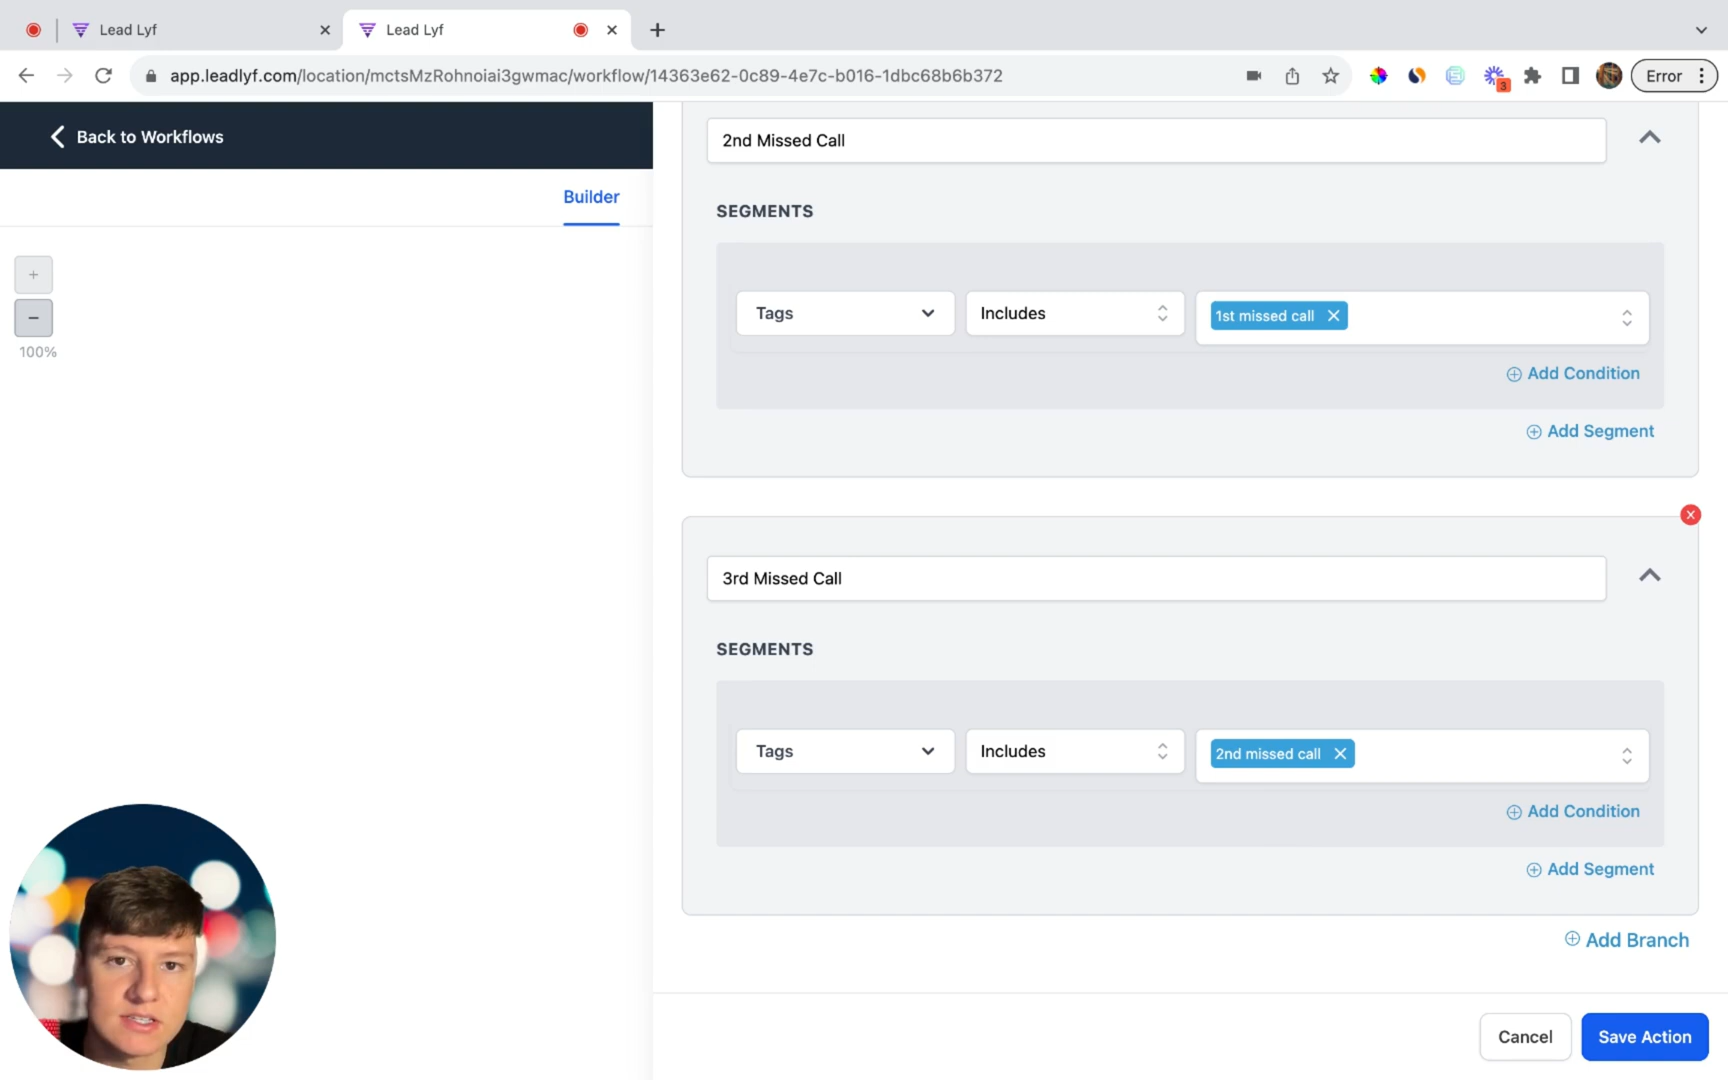 Lead Lyf
Lead Lyf
app.leadlyf.com/location/mctsMzRohnoiai3gwmac/workflow/14363e62-0c89-4e7c-b016-1dbc68b6b372
3
Error
Back to Workflows
Builder
+
−
100%
2nd Missed Call
SEGMENTS
Tags
Includes
1st missed call
Add Condition
Add Segment
3rd Missed Call
SEGMENTS
Tags
Includes
2nd missed call
Add Condition
Add Segment
Add Branch
Cancel
Save Action